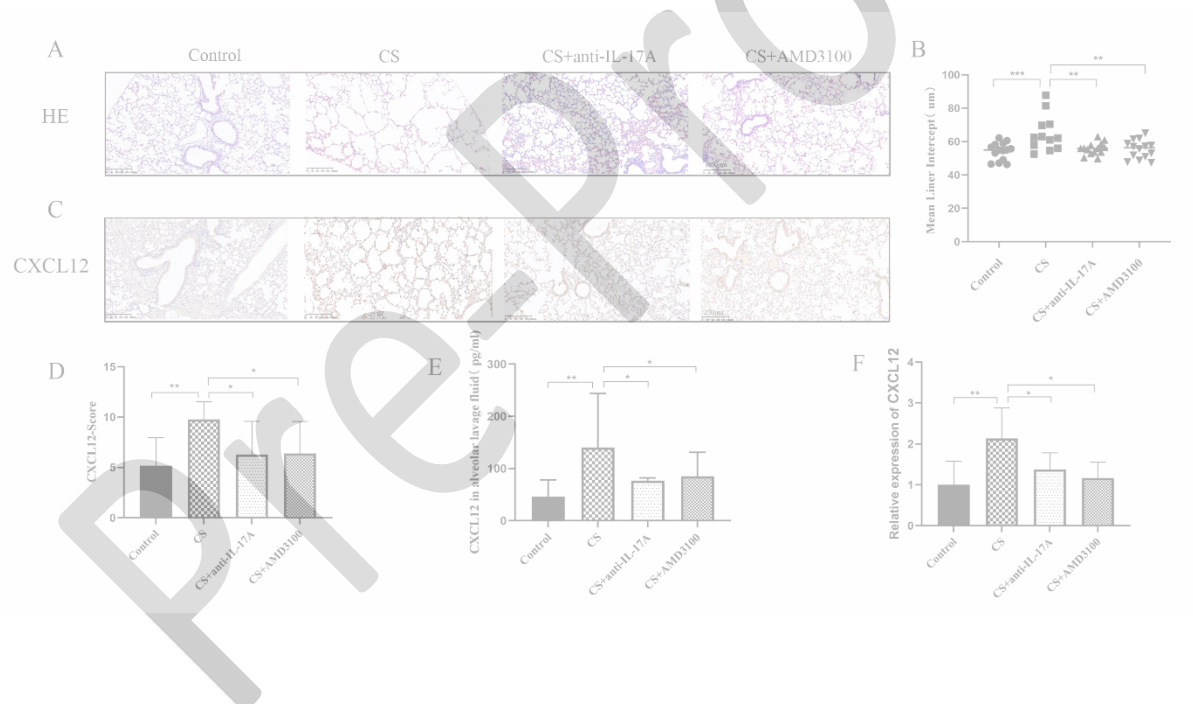 A
Control
CS
CS+anti-IL-17A
CS+AMD3100
HE
C
CXCL12
B
Mean Liner Intercept( um)
100
80
60
40
20
0
***
**
**
Control
CS
CS+anti-IL-17A
CS+AMD3100
D
CXCL12-Score
15
10
5
0
**
*
*
Control
CS
CS+anti-IL-17A
CS+AMD3100
E
CXCL12 in alveolar lavage fluid( pg/ml)
300
200
100
0
**
*
*
Control
CS
CS+anti-IL-17A
CS+AMD3100
F
Relative expression of CXCL12
4
3
2
1
0
**
*
*
Control
CS
CS+anti-IL-17A
CS+AMD3100
Pre-Pro